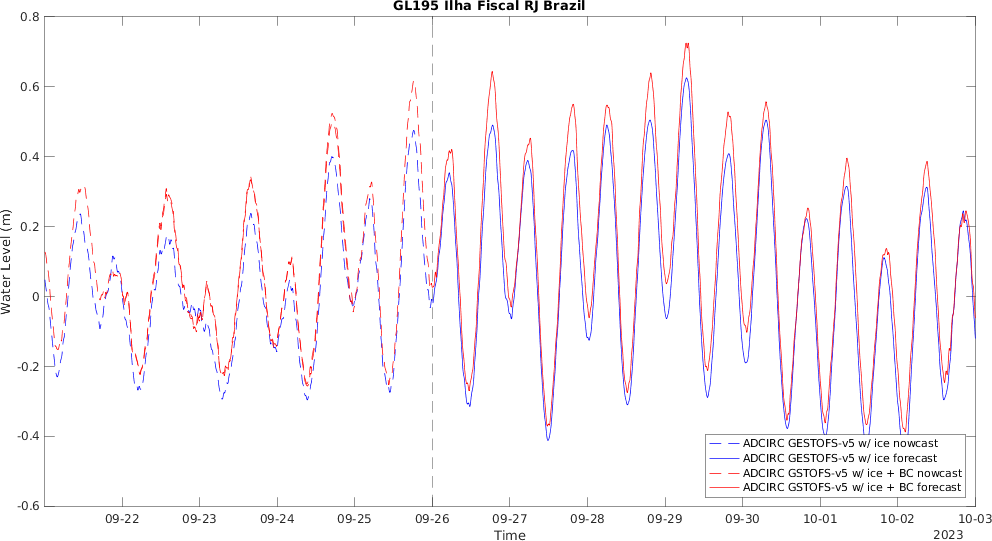 GL195 Ilha Fiscal RJ Brazil
0.8
0.6
0.4
0.2
0
-0.2
-0.4
-0.6
Water Level (m)
ADCIRC GESTOFS-v5 w/ ice nowcast
ADCIRC GESTOFS-v5 w/ ice forecast
ADCIRC GSTOFS-v5 w/ ice + BC nowcast
ADCIRC GSTOFS-v5 w/ ice + BC forecast
09-22 09-23 09-24 09-25 09-26 09-27 09-28 09-29 09-30 10-01 10-02 10-03
Time
2023